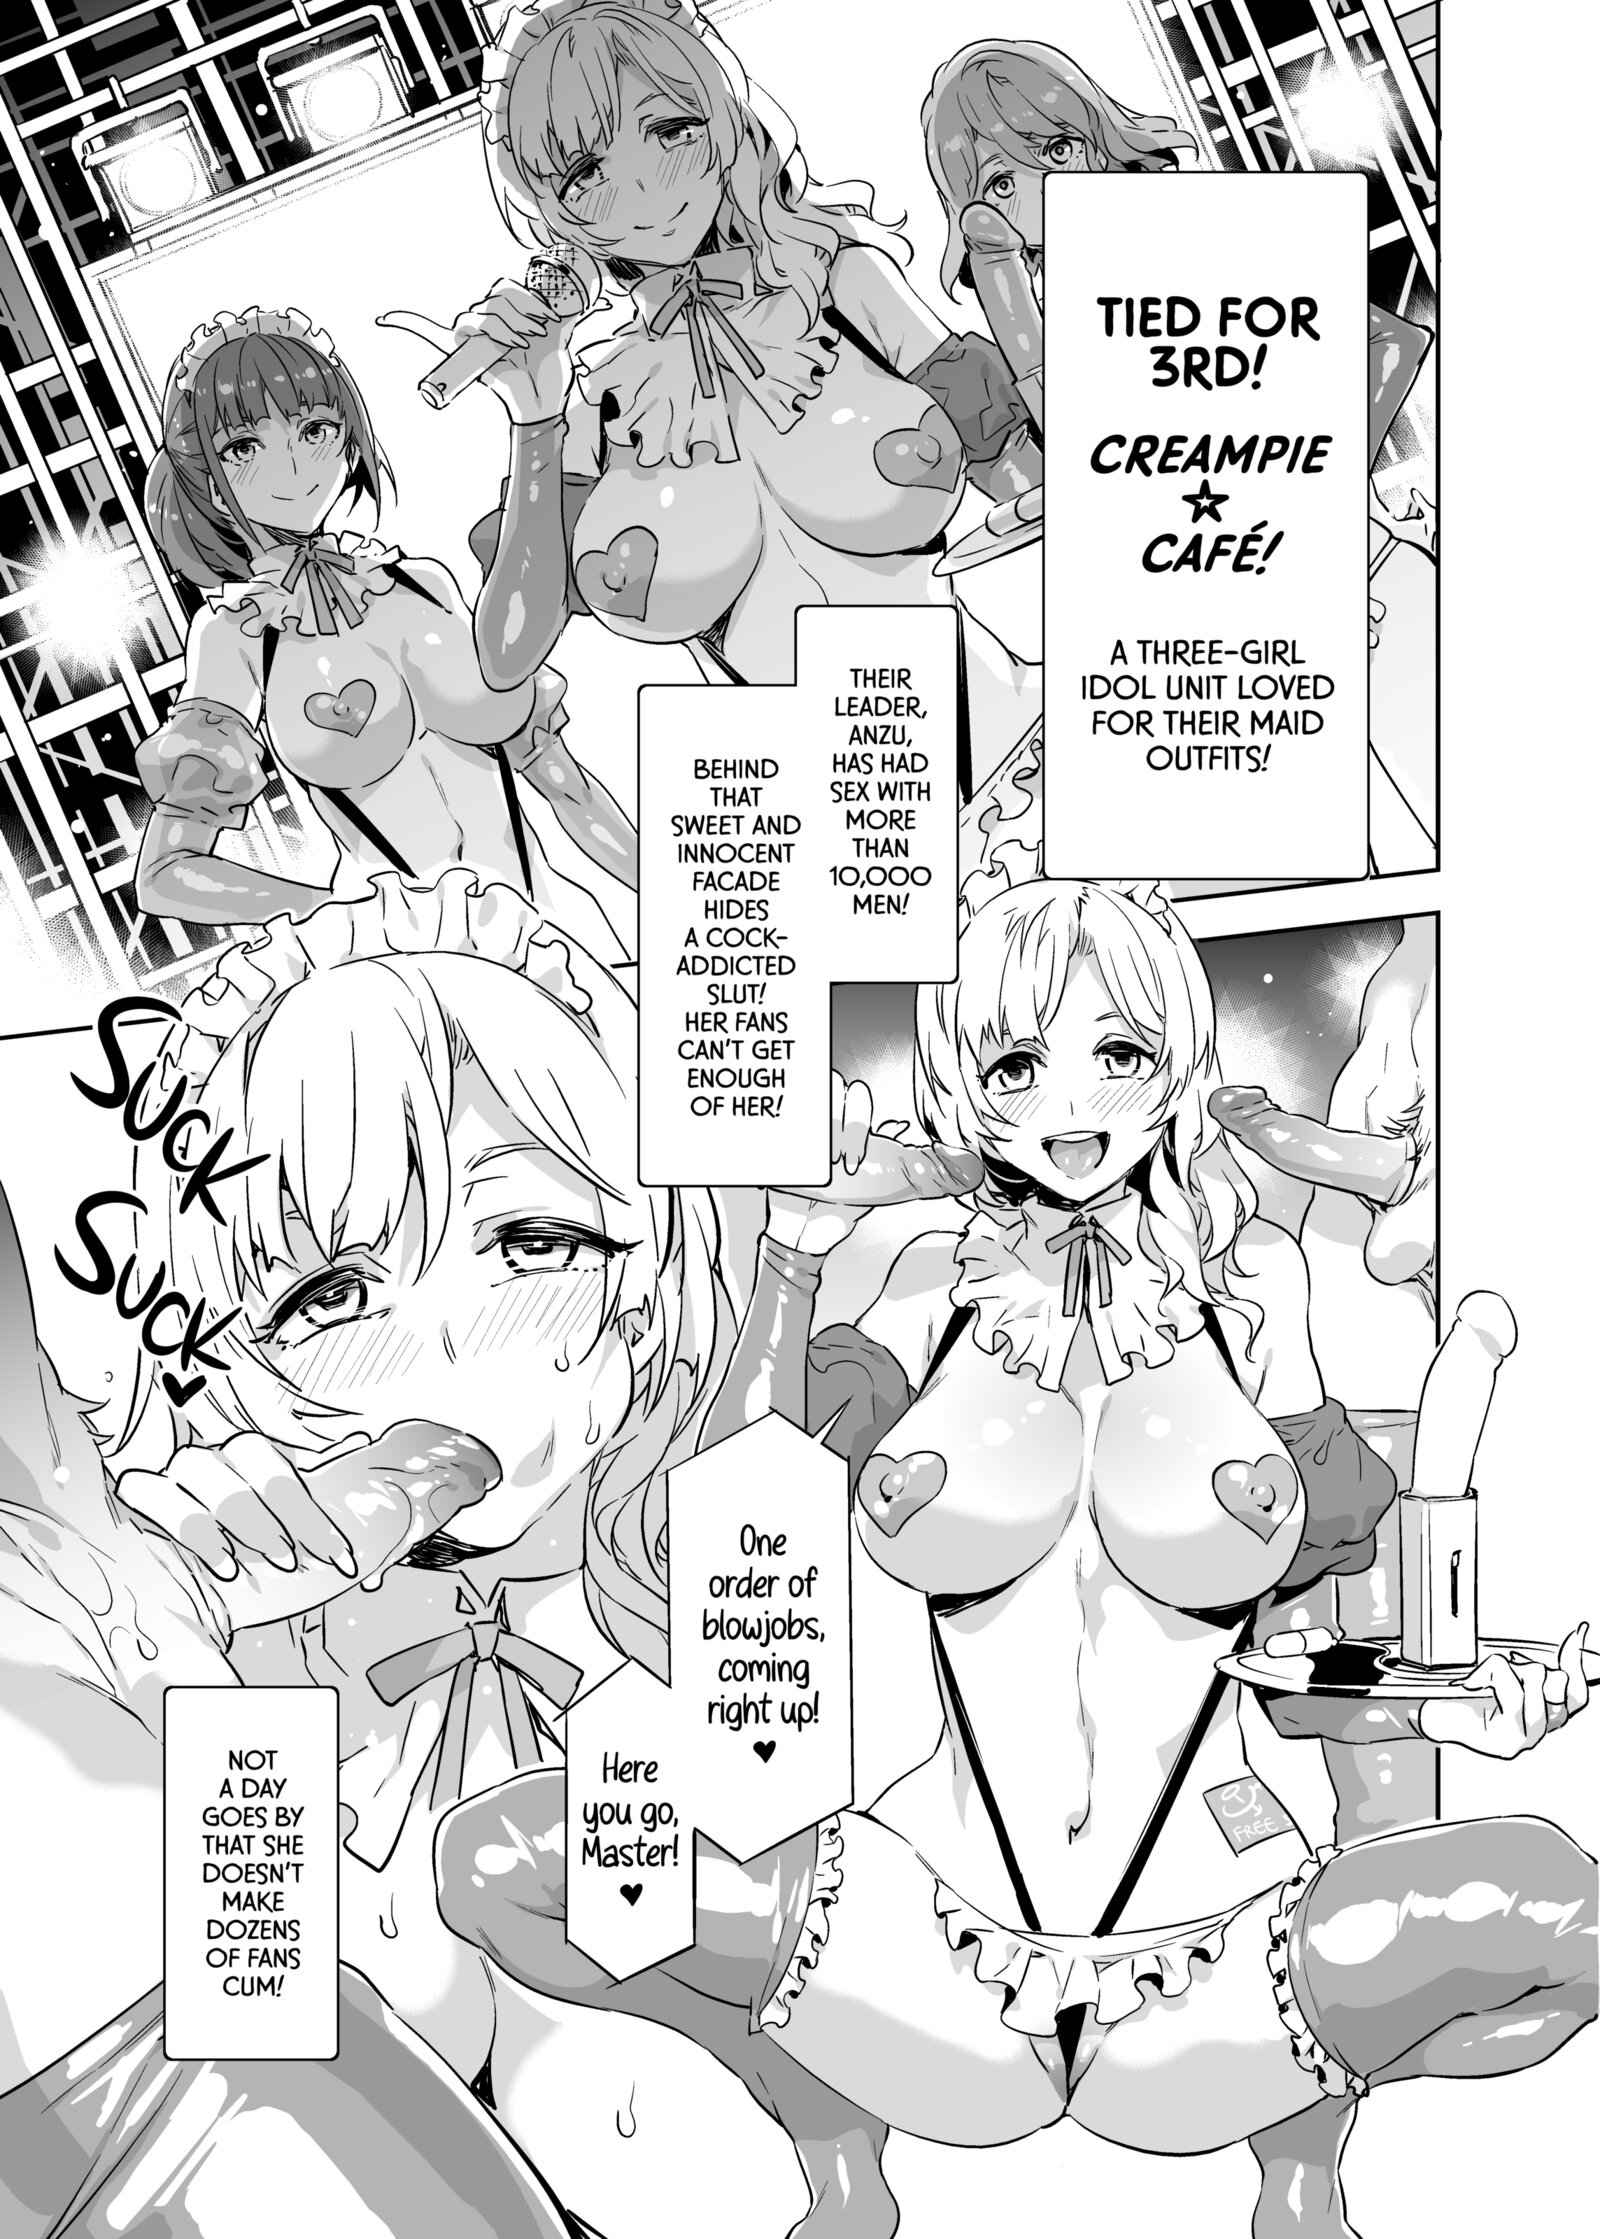 TIED FOR
3RD!
CREAMPIE
☆
CAFÉ!
A THREE-GIRL
IDOL UNIT LOVED
FOR THEIR MAID
OUTFITS!
THEIR
LEADER,
ANZU,
HAS HAD
SEX WITH
MORE
THAN
10,000
MEN!
BEHIND
THAT
SWEET AND
INNOCENT
FACADE
HIDES
A COCK-
ADDICTED
SLUT!
HER FANS
CAN'T GET
ENOUGH
OF HER!
One
order of
blowjobs,
coming
right up!
♥
Here
you go,
Master!
♥
FREE
SUCK
SUCK
♥
NOT
A DAY
GOES BY
THAT SHE
DOESN'T
MAKE
DOZENS
OF FANS
CUM!